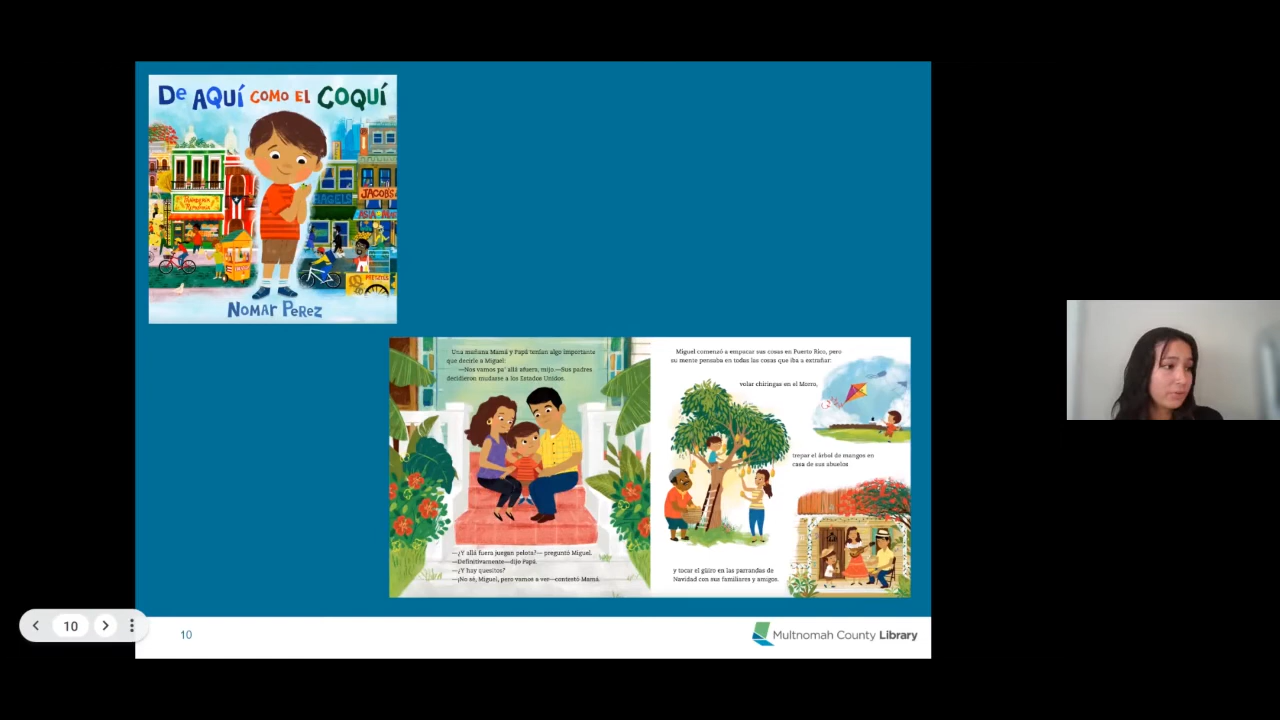 De AQUÍ COMO EL COQUÍ
PANADERÍA
BAGELS
JACOB'S
NOMAR PEREZ
Una mañana Mamá y Papá tenían algo importante
que decirle a Miguel:
—Nos vamos pa' allá afuera, mijo.—Sus padres
decidieron mudarse a los Estados Unidos.
—¿Y allá fuera juegan pelota?— preguntó Miguel.
—Definitivamente—dijo Papá.
—¿Y hay quesitos?
—¡No sé, Miguel, pero vamos a ver—contestó Mamá.
Miguel comenzó a empacar sus cosas en Puerto Rico, pero
su mente pensaba en todas las cosas que iba a extrañar:
volar chiringas en el Morro,
trepar el árbol de mangos en
casa de sus abuelos
y tocar el güiro en las parrandas de
Navidad con sus familiares y amigos.
10
10
Multnomah County Library